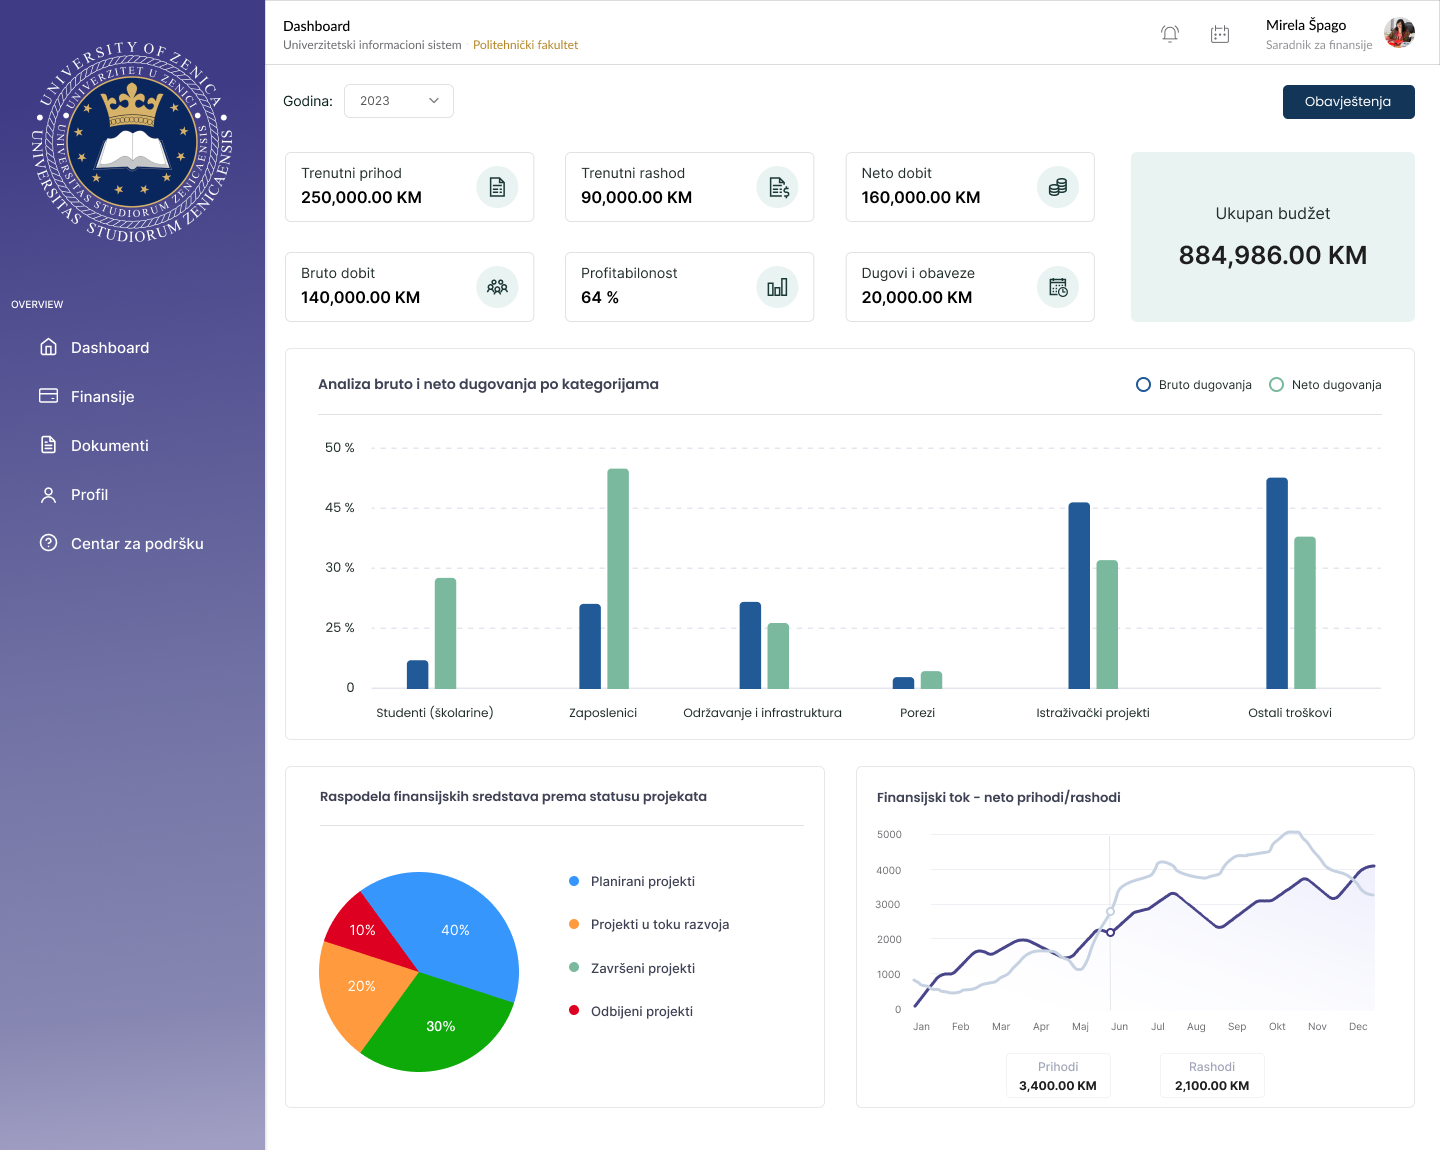 UNIVERSITY OF ZENICA
UNIVERSITAS STUDIORUM ZENICAENSIS
UNIVERZITET U ZENICI
UNIVERSITAS STUDIORUM ZENICAENSIS
OVERVIEW
Dashboard
Finansije
Dokumenti
Profil
Centar za podršku
Dashboard
Univerzitetski informacioni sistem Politehnički fakultet
Mirela Špago
Saradnik za finansije
Godina:
2023
Obavještenja
Trenutni prihod
250,000.00 KM
Trenutni rashod
90,000.00 KM
Neto dobit
160,000.00 KM
Bruto dobit
140,000.00 KM
Profitabilonost
64 %
Dugovi i obaveze
20,000.00 KM
Ukupan budžet
884,986.00 KM
Analiza bruto i neto dugovanja po kategorijama
Bruto dugovanja
Neto dugovanja
50 %
45 %
30 %
25 %
0
Studenti (školarine)
Zaposlenici
Održavanje i infrastruktura
Porezi
Istraživački projekti
Ostali troškovi
Raspodela finansijskih sredstava prema statusu projekata
40%
10%
20%
30%
Planirani projekti
Projekti u toku razvoja
Završeni projekti
Odbijeni projekti
Finansijski tok - neto prihodi/rashodi
5000
4000
3000
2000
1000
0
Jan Feb Mar Apr Maj Jun Jul Aug Sep Okt Nov Dec
Prihodi
3,400.00 KM
Rashodi
2,100.00 KM